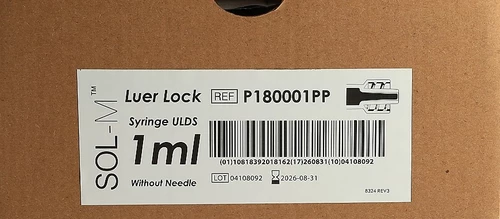 SOL-M™
Luer Lock REF P180001PP
Syringe ULDS
1ml
Without Needle
(01)10818392018162(17)260831(10)04108092
LOT 04108092 2026-08-31
8324 REV3